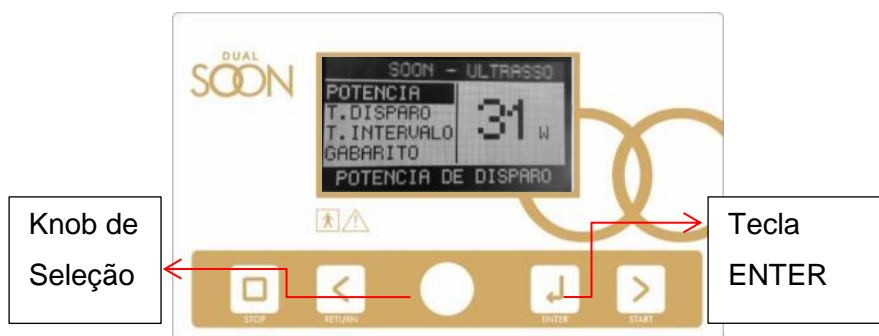 DUAL
SOON
SOON - ULTRASSO
POTENCIA
T.DISPARO
T.INTERVALO
GABARITO
31 W
POTENCIA DE DISPARO
Knob de
Seleção
Tecla
ENTER
STOP
RETURN
ENTER
START